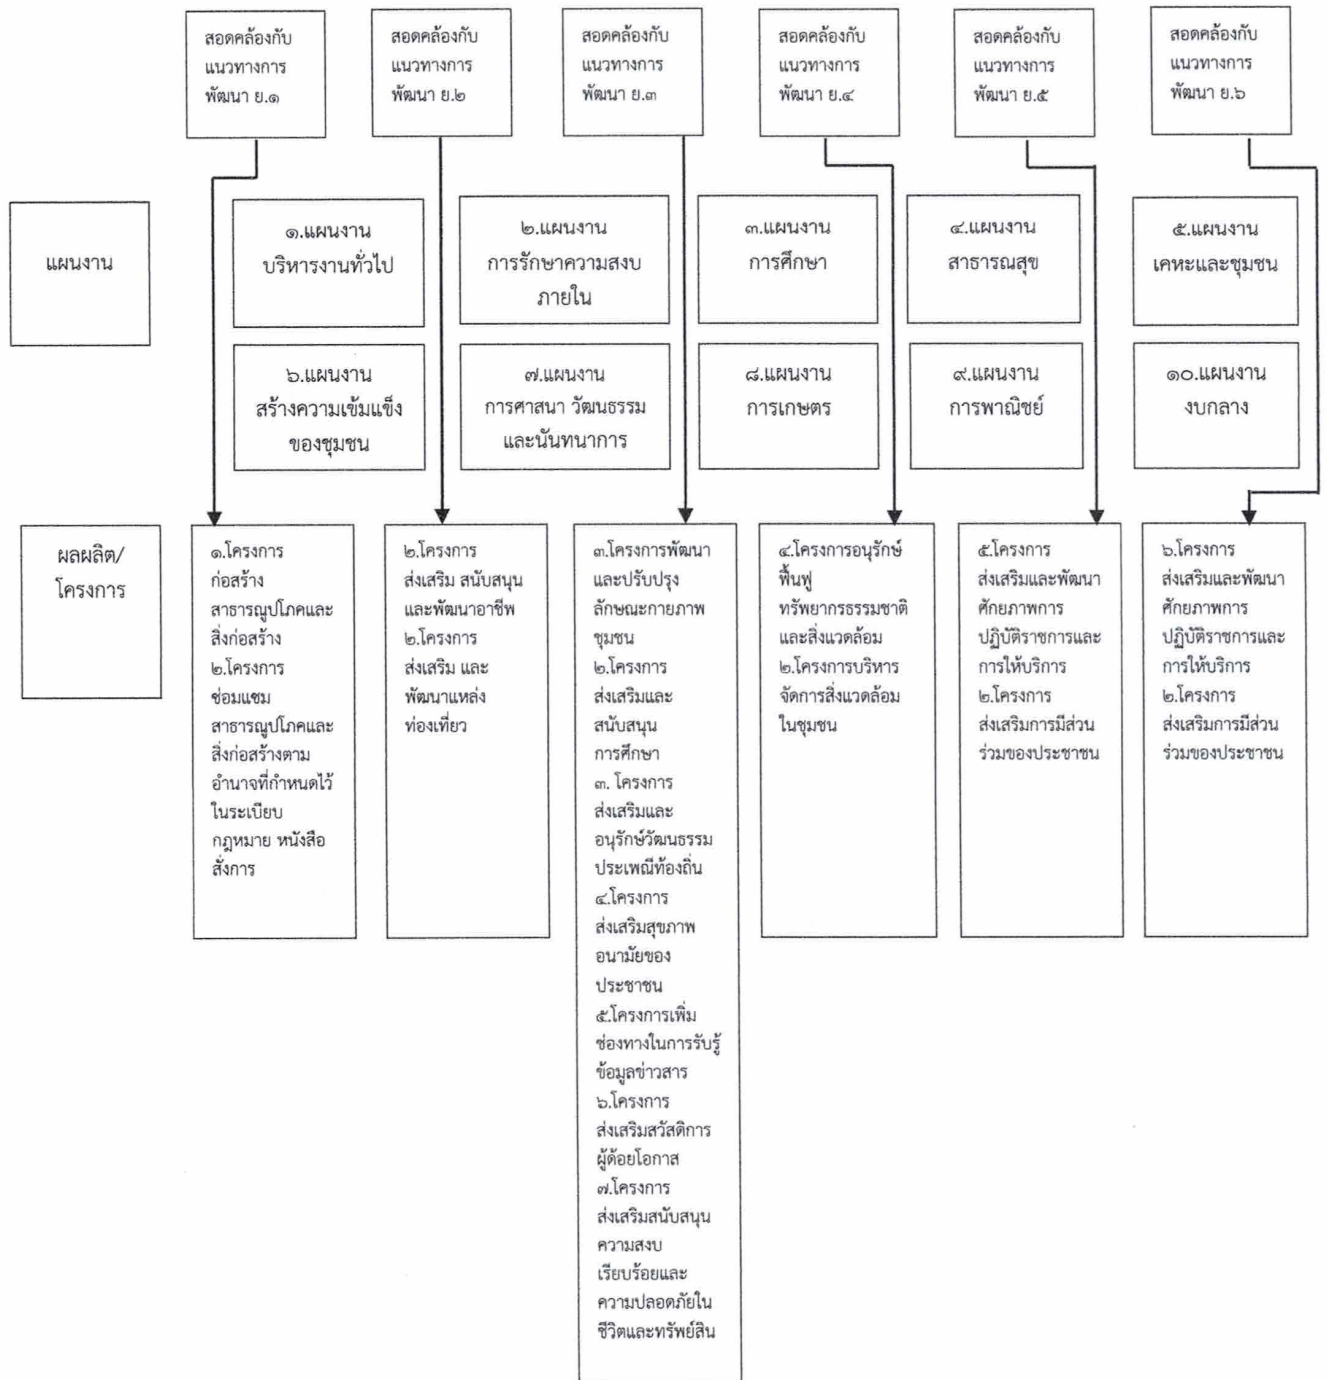 สอดคล้องกับ
แนวทางการ
พัฒนา ย.๑
สอดคล้องกับ
แนวทางการ
พัฒนา ย.๒
สอดคล้องกับ
แนวทางการ
พัฒนา ย.๓
สอดคล้องกับ
แนวทางการ
พัฒนา ย.๔
สอดคล้องกับ
แนวทางการ
พัฒนา ย.๕
สอดคล้องกับ
แนวทางการ
พัฒนา ย.๖
แผนงาน
๑.แผนงาน
บริหารงานทั่วไป
๒.แผนงาน
การรักษาความสงบ
ภายใน
๓.แผนงาน
การศึกษา
๔.แผนงาน
สาธารณสุข
๕.แผนงาน
เคหะและชุมชน
๖.แผนงาน
สร้างความเข้มแข็ง
ของชุมชน
๗.แผนงาน
การศาสนา วัฒนธรรม
และนันทนาการ
๘.แผนงาน
การเกษตร
๙.แผนงาน
การพาณิชย์
๑๐.แผนงาน
งบกลาง
ผลผลิต/
โครงการ
๑.โครงการ
ก่อสร้าง
สาธารณูปโภคและ
สิ่งก่อสร้าง
๒.โครงการ
ซ่อมแซม
สาธารณูปโภคและ
สิ่งก่อสร้างตาม
อำนาจที่กำหนดไว้
ในระเบียบ
กฎหมาย หนังสือ
สั่งการ
๒.โครงการ
ส่งเสริม สนับสนุน
และพัฒนาอาชีพ
๒.โครงการ
ส่งเสริม และ
พัฒนาแหล่ง
ท่องเที่ยว
๓.โครงการพัฒนา
และปรับปรุง
ลักษณะกายภาพ
ชุมชน
๒.โครงการ
ส่งเสริมและ
สนับสนุน
การศึกษา
๓. โครงการ
ส่งเสริมและ
อนุรักษ์วัฒนธรรม
ประเพณีท้องถิ่น
๔.โครงการ
ส่งเสริมสุขภาพ
อนามัยของ
ประชาชน
๕.โครงการเพิ่ม
ช่องทางในการรับรู้
ข้อมูลข่าวสาร
๖.โครงการ
ส่งเสริมสวัสดิการ
ผู้ด้อยโอกาส
๗.โครงการ
ส่งเสริมสนับสนุน
ความสงบ
เรียบร้อยและ
ความปลอดภัยใน
ชีวิตและทรัพย์สิน
๔.โครงการอนุรักษ์
ฟื้นฟู
ทรัพยากรธรรมชาติ
และสิ่งแวดล้อม
๒.โครงการบริหาร
จัดการสิ่งแวดล้อม
ในชุมชน
๕.โครงการ
ส่งเสริมและพัฒนา
ศักยภาพการ
ปฏิบัติราชการและ
การให้บริการ
๒.โครงการ
ส่งเสริมการมีส่วน
ร่วมของประชาชน
๖.โครงการ
ส่งเสริมและพัฒนา
ศักยภาพการ
ปฏิบัติราชการและ
การให้บริการ
๒.โครงการ
ส่งเสริมการมีส่วน
ร่วมของประชาชน